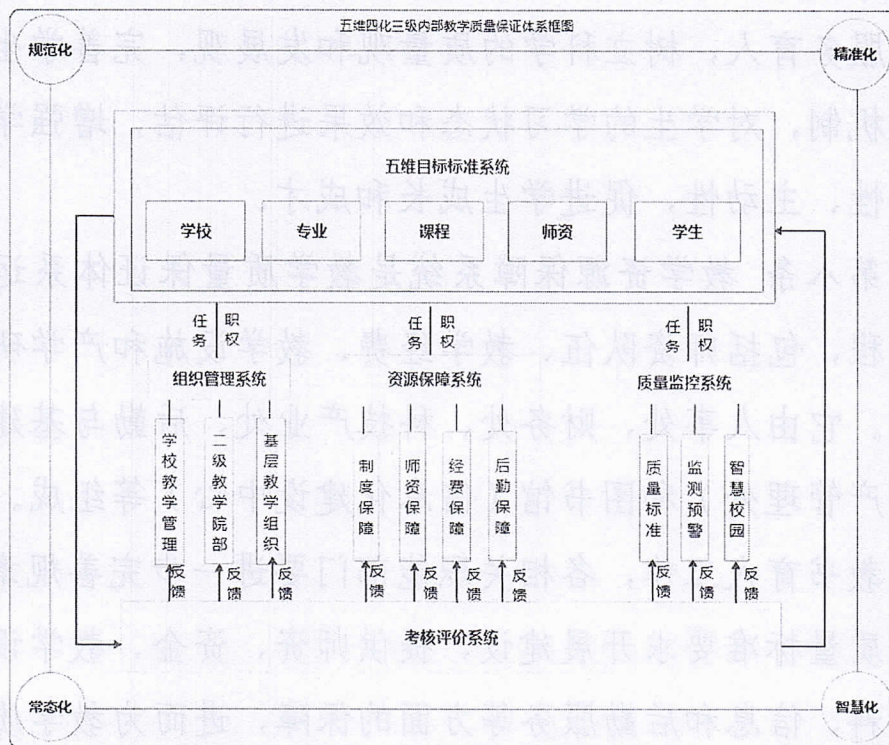 五维四化三级内部教学质量保证体系框图
规范化
精准化
五维目标标准系统
学校
专业
课程
师资
学生
任务
职权
任务
职权
任务
职权
组织管理系统
资源保障系统
质量监控系统
学校教学管理
二级教学院部
基层教学组织
制度保障
师资保障
经费保障
后勤保障
质量标准
监测预警
智慧校园
反馈
反馈
反馈
反馈
反馈
反馈
反馈
反馈
反馈
反馈
考核评价系统
常态化
智慧化